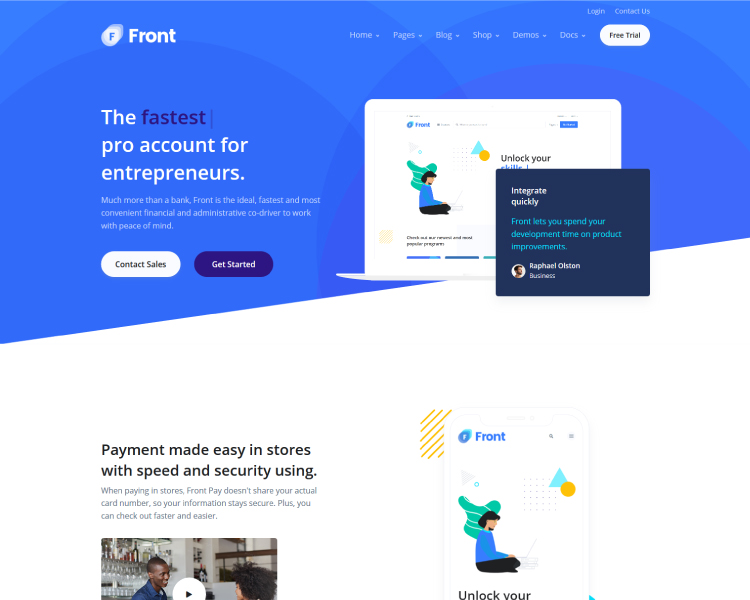 Login Contact Us
Front
Home Pages Blog Shop Demos Docs Free Trial
The fastest
pro account for
entrepreneurs.
Much more than a bank, Front is the ideal, fastest and most
convenient financial and administrative co-driver to work
with peace of mind.
Contact Sales Get Started
Front
Unlock your
skills
Check out our newest and most
popular programs
Integrate
quickly
Front lets you spend your
development time on product
improvements.
Raphael Olston
Business
Payment made easy in stores
with speed and security using.
When paying in stores, Front Pay doesn't share your actual
card number, so your information stays secure. Plus, you
can check out faster and easier.
Front
Unlock your